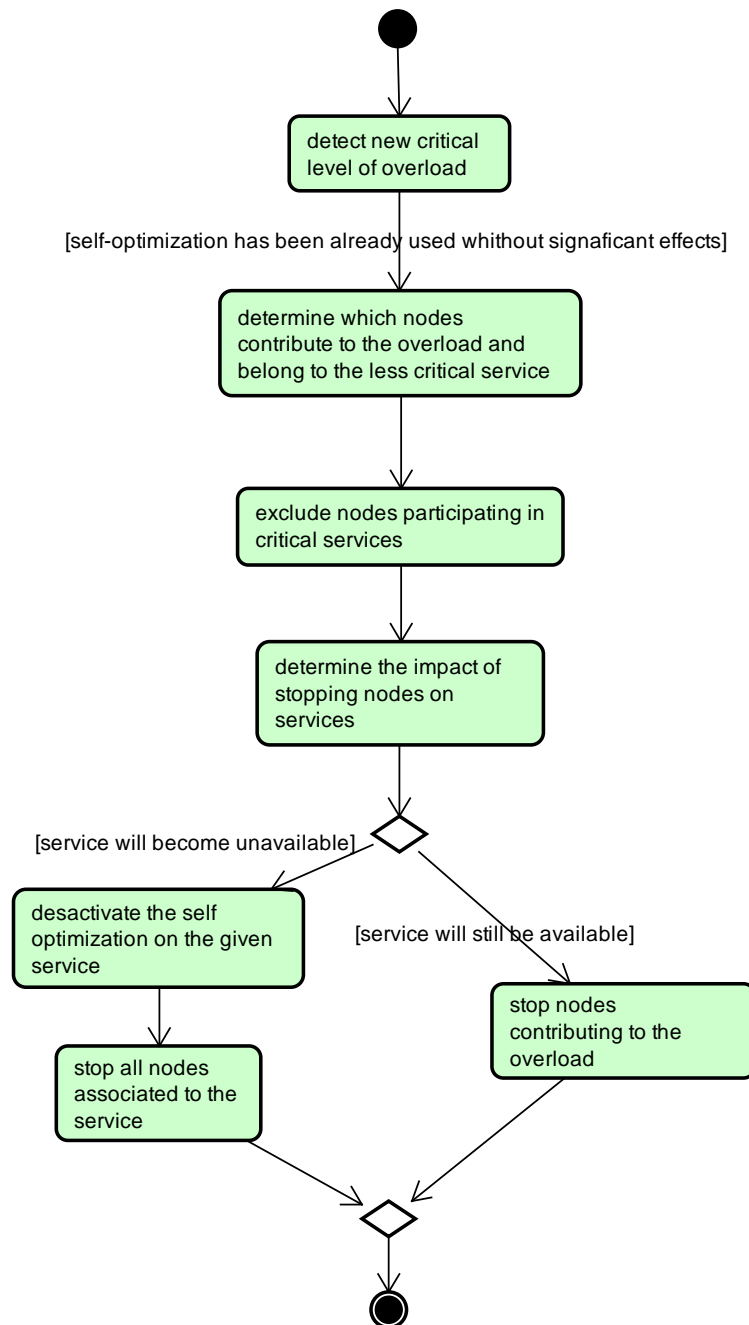 detect new critical
level of overload
[self-optimization has been already used whithout signaficant effects]
determine which nodes
contribute to the overload and
belong to the less critical service
exclude nodes participating in
critical services
determine the impact of
stopping nodes on
services
[service will become unavailable]
desactivate the self
optimization on the given
service
[service will still be available]
stop nodes
contributing to the
overload
stop all nodes
associated to the
service